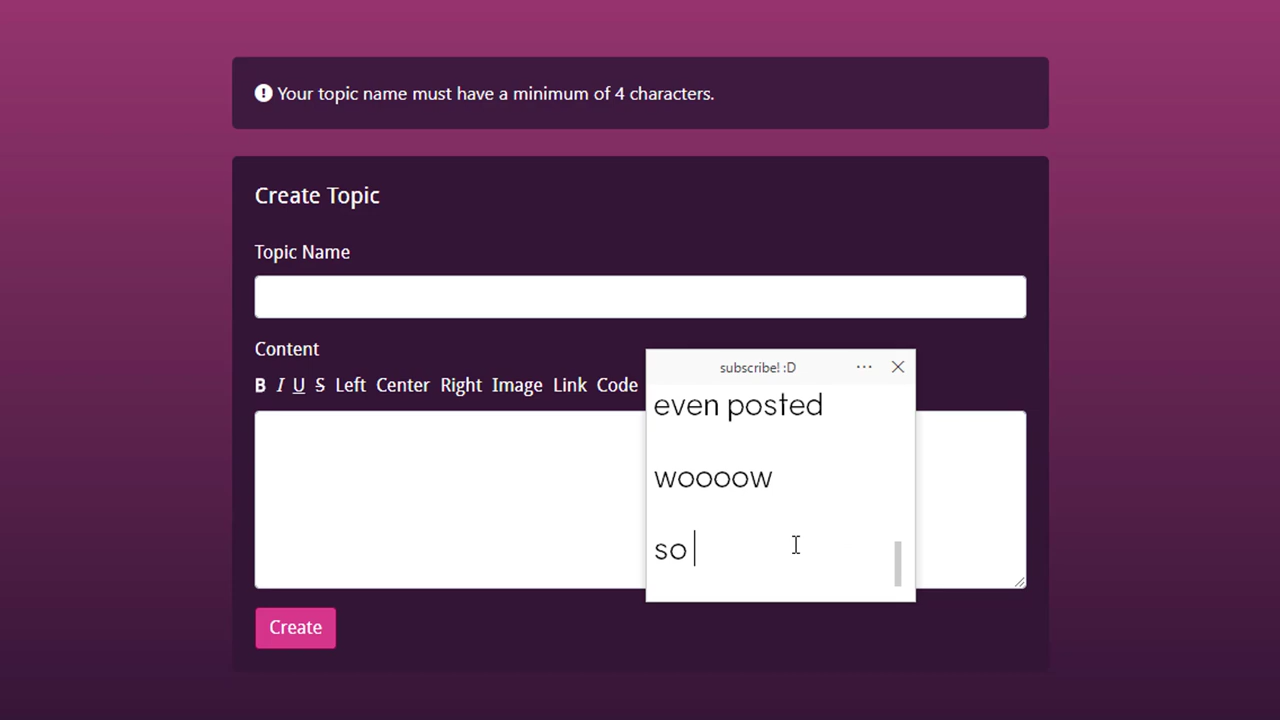 Your topic name must have a minimum of 4 characters.
Create Topic
Topic Name
Content
B I U S Left Center Right Image Link Code
subscribe! :D
even posted
woooow
so
Create